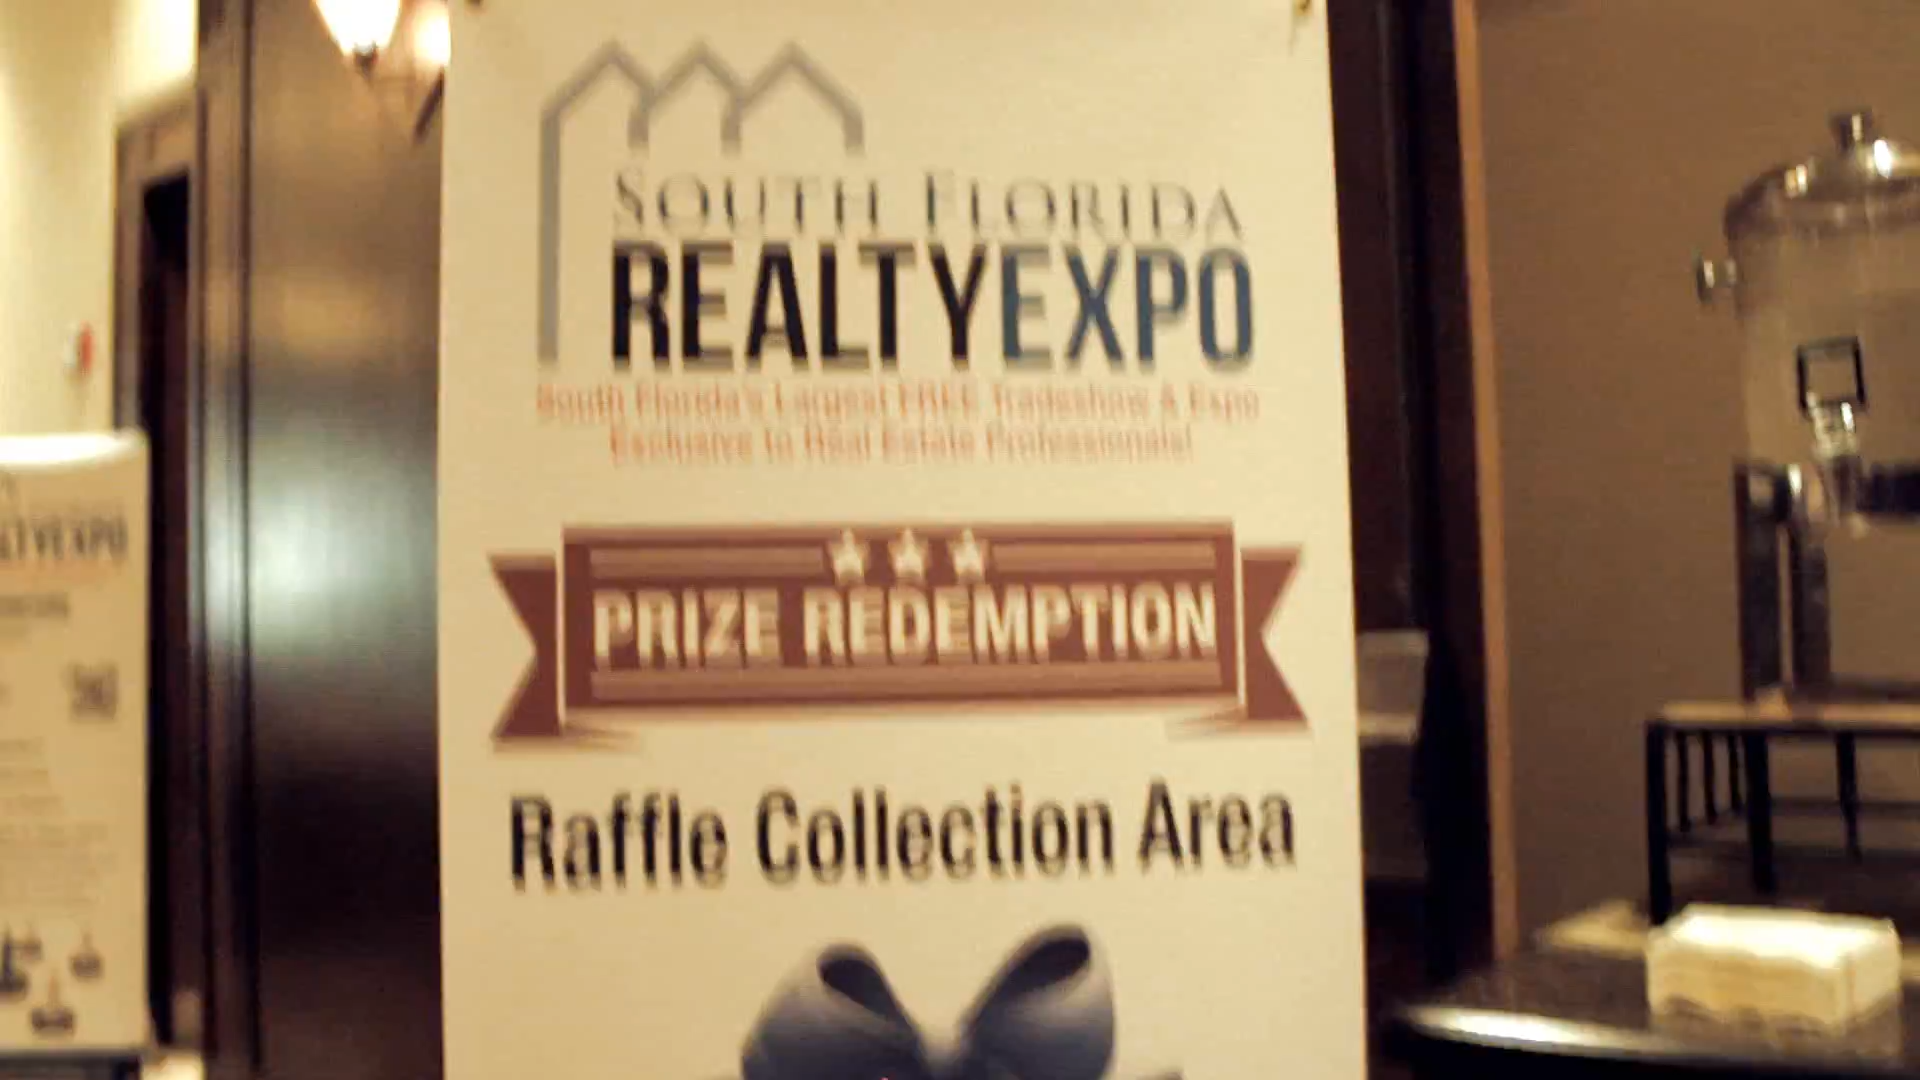 SOUTH FLORIDA
REALTYEXPO
South Florida's Largest FREE Tradeshow & Expo
Exclusive to Real Estate Professionals!
PRIZE REDEMPTION
Raffle Collection Area
LTYEXPO